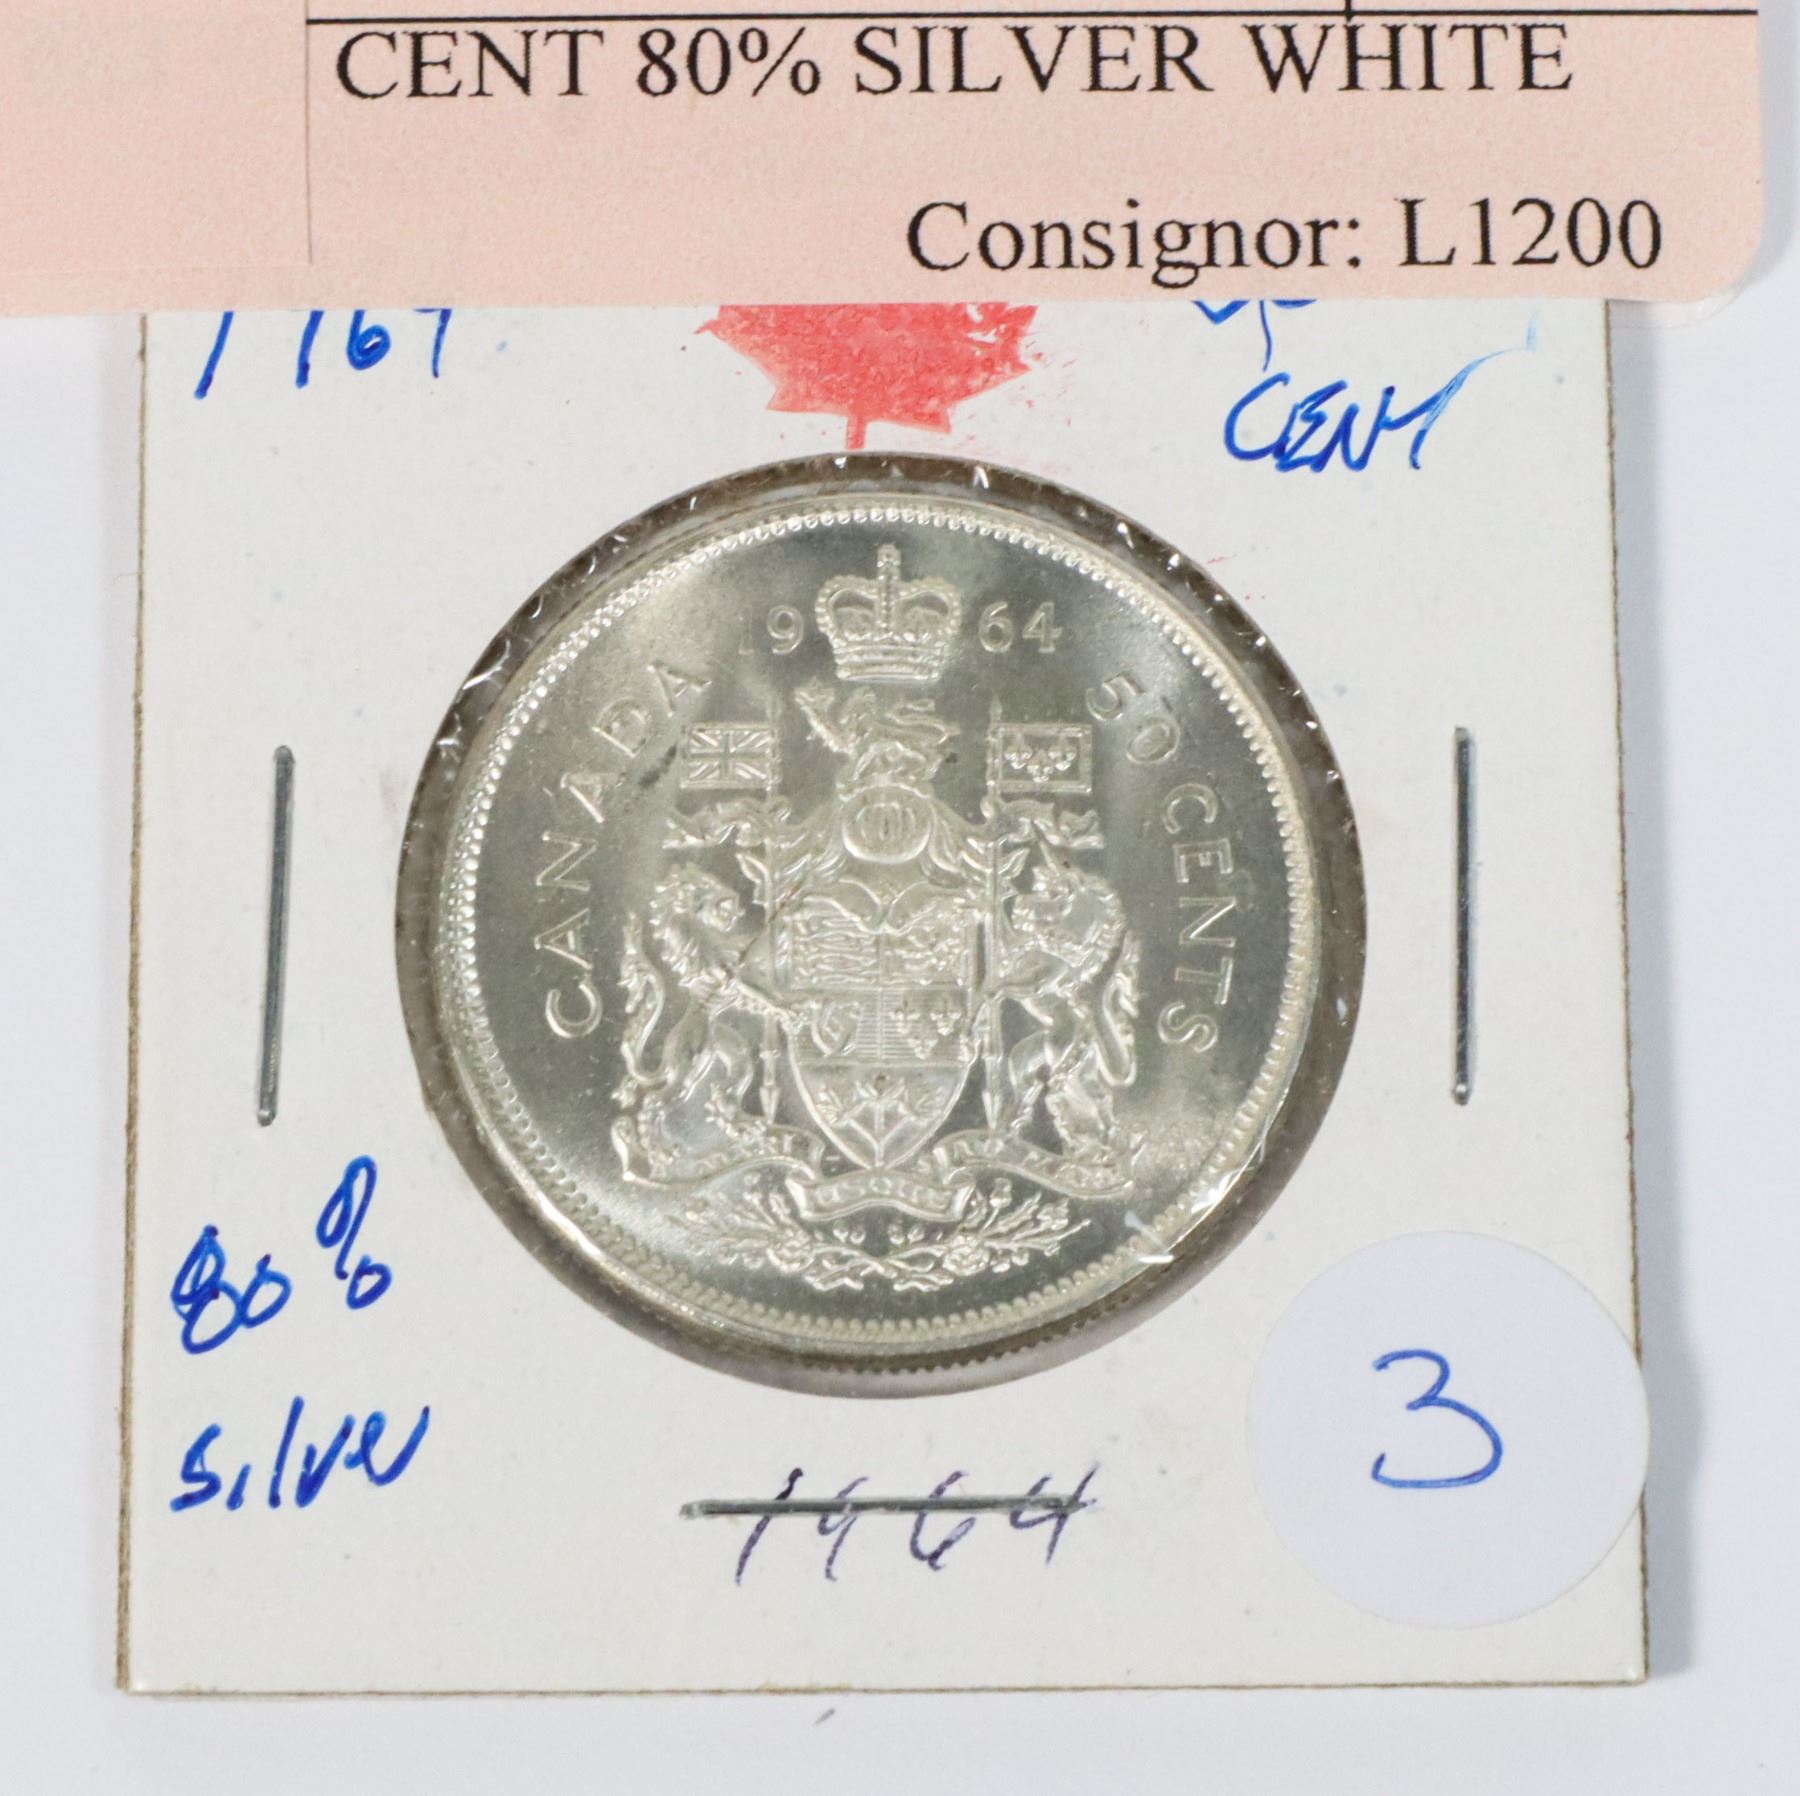 CENT 80% SILVER WHITE
Consignor: L1200
1964
CENT
1964
CANADA
50 CENTS
80%
Silver
1964
3